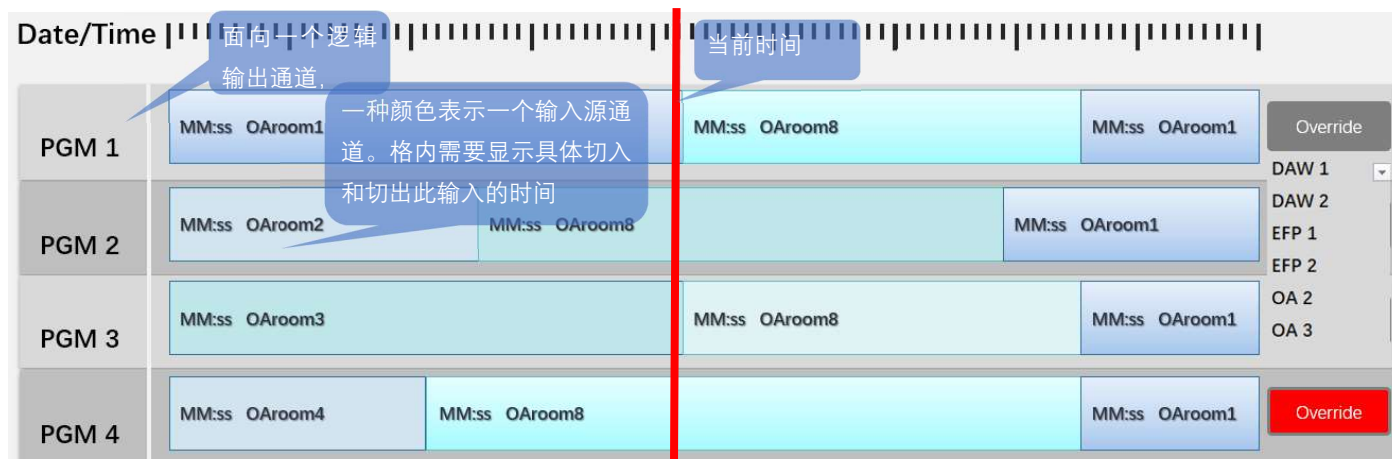 Date/Time
面向一个逻辑
输出通道,
当前时间
一种颜色表示一个输入源通
道。格内需要显示具体切入
和切出此输入的时间
PGM 1
MM:ss OAroom1
MM:ss OAroom8
MM:ss OAroom1
Override
DAW 1
DAW 2
EFP 1
EFP 2
OA 2
OA 3
PGM 2
MM:ss OAroom2
MM:ss OAroom8
MM:ss OAroom1
PGM 3
MM:ss OAroom3
MM:ss OAroom8
MM:ss OAroom1
PGM 4
MM:ss OAroom4
MM:ss OAroom8
MM:ss OAroom1
Override